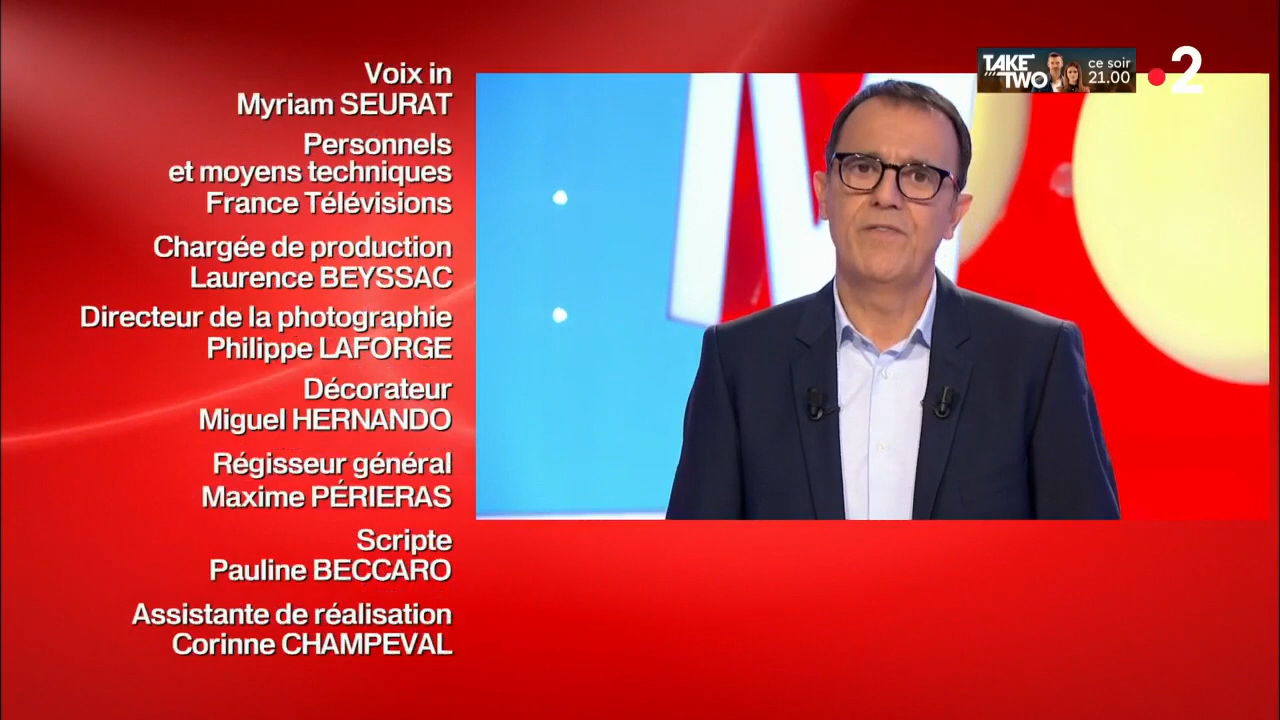 Voix in
Myriam SEURAT
Personnels
et moyens techniques
France Télévisions
Chargée de production
Laurence BEYSSAC
Directeur de la photographie
Philippe LAFORGE
Décorateur
Miguel HERNANDO
Régisseur général
Maxime PÉRIERAS
Scripte
Pauline BECCARO
Assistante de réalisation
Corinne CHAMPEVAL
TAKE
TWO
ce soir
21.00
2